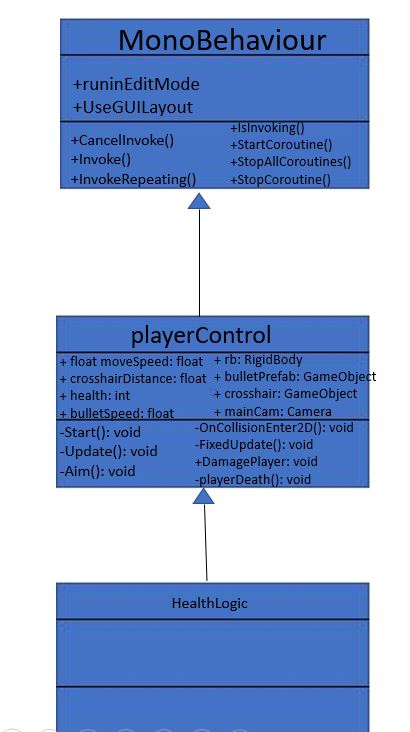 MonoBehaviour
+runinEditMode
+UseGUILayout
+CancelInvoke()
+Invoke()
+InvokeRepeating()
+IsInvoking()
+StartCoroutine()
+StopAllCoroutines()
+StopCoroutine()
playerControl
+ float moveSpeed: float
+ crosshairDistance: float
+ health: int
+ bulletSpeed: float
+ rb: RigidBody
+ bulletPrefab: GameObject
+ crosshair: GameObject
+ mainCam: Camera
-Start(): void
-Update(): void
-Aim(): void
-OnCollisionEnter2D(): void
-FixedUpdate(): void
+DamagePlayer: void
-playerDeath(): void
HealthLogic